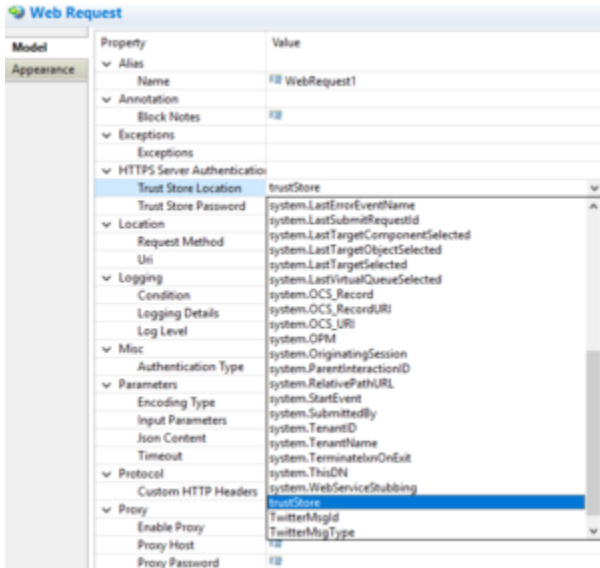 Web Request
Model
Appearance
Property Value
Alias
Name WebRequest1
Annotation
Block Notes
Exceptions
Exceptions
HTTPS Server Authentication
Trust Store Location trustStore
Trust Store Password
Location
Request Method
Uri
Logging
Condition
Logging Details
Log Level
Misc
Authentication Type
Parameters
Encoding Type
Input Parameters
Json Content
Timeout
Protocol
Custom HTTP Headers
Proxy
Enable Proxy
Proxy Host
Proxy Password
system.LastErrorEventName
system.LastSubmitRequestId
system.LastTargetComponentSelected
system.LastTargetObjectSelected
system.LastTargetSelected
system.LastVirtualQueueSelected
system.OCS_Record
system.OCS_RecordURI
system.OCS_URI
system.OPM
system.OriginatingSession
system.ParentInteractionID
system.RelativePathURL
system.StartEvent
system.SubmittedBy
system.TenantID
system.TenantName
system.TerminateIxnOnExit
system.ThisDN
system.WebServiceStubbing
trustStore
TwitterMsgId
TwitterMsgType